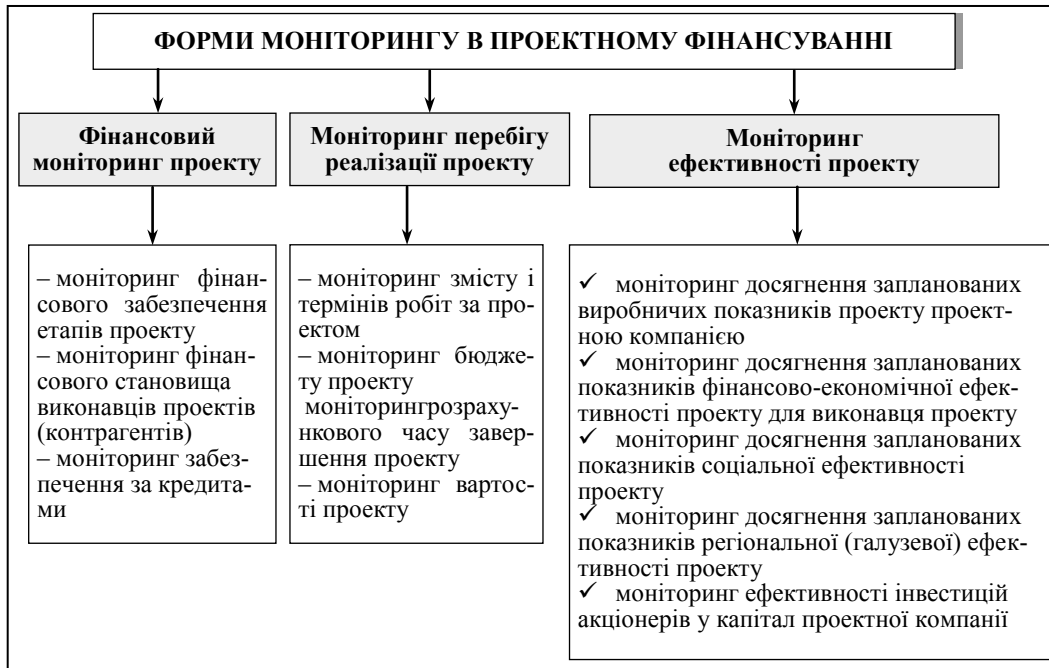 ФОРМИ МОНІТОРИНГУ В ПРОЕКТНОМУ ФІНАНСУВАННІ
Фінансовий
моніторинг проекту
– моніторинг фінан-
сового забезпечення
етапів проекту
– моніторинг фінан-
сового становища
виконавців проектів
(контрагентів)
– моніторинг забез-
печення за кредита-
ми
Моніторинг перебігу
реалізації проекту
– моніторинг змісту і
термінів робіт за про-
ектом
– моніторинг бюдже-
ту проекту
моніторингрозраху-
нкового часу завер-
шення проекту
– моніторинг вартос-
ті проекту
Моніторинг
ефективності проекту
✓ моніторинг досягнення запланованих
виробничих показників проекту проект-
ною компанією
✓ моніторинг досягнення запланованих
показників фінансово-економічної ефек-
тивності проекту для виконавця проекту
✓ моніторинг досягнення запланованих
показників соціальної ефективності
проекту
✓ моніторинг досягнення запланованих
показників регіональної (галузевої) ефек-
тивності проекту
✓ моніторинг ефективності інвестицій
акціонерів у капітал проектної компанії